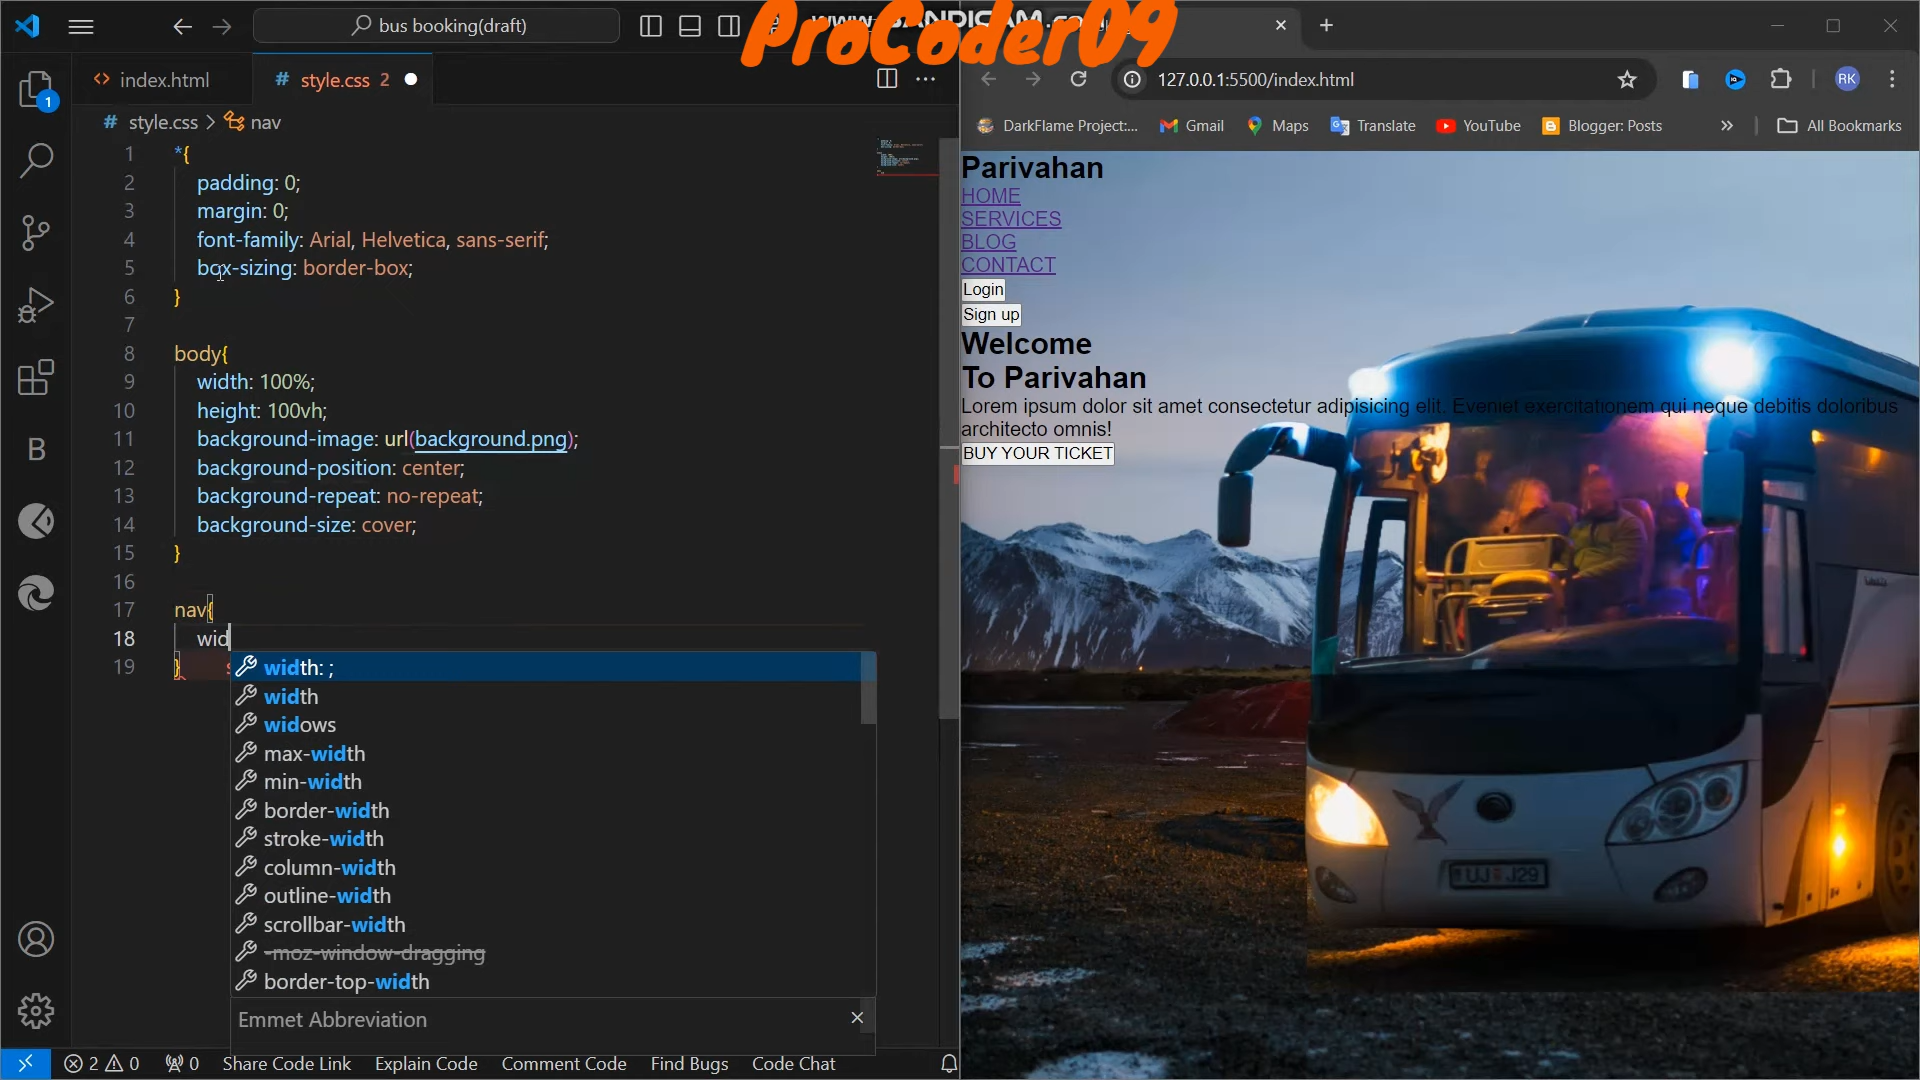 bus booking(draft)
ProCoder09
index.html
# style.css 2
127.0.0.1:5500/index.html
RK
# style.css > nav
DarkFlame Project:...
Gmail
Maps
Translate
YouTube
Blogger: Posts
All Bookmarks
1
1 *{
2 padding: 0;
3 margin: 0;
4 font-family: Arial, Helvetica, sans-serif;
5 box-sizing: border-box;
6 }
7
8 body{
9 width: 100%;
10 height: 100vh;
11 background-image: url(background.png);
12 background-position: center;
13 background-repeat: no-repeat;
14 background-size: cover;
15 }
16
17 nav{
18 wid
19 }
width: ;
width
widows
max-width
min-width
border-width
stroke-width
column-width
outline-width
scrollbar-width
-moz-window-dragging
border-top-width
Emmet Abbreviation
2 0
0
Share Code Link
Explain Code
Comment Code
Find Bugs
Code Chat
Parivahan
HOME
SERVICES
BLOG
CONTACT
Login
Sign up
Welcome
To Parivahan
Lorem ipsum dolor sit amet consectetur adipisicing elit. Eveniet exercitationem qui neque debitis doloribus
architecto omnis!
BUY YOUR TICKET